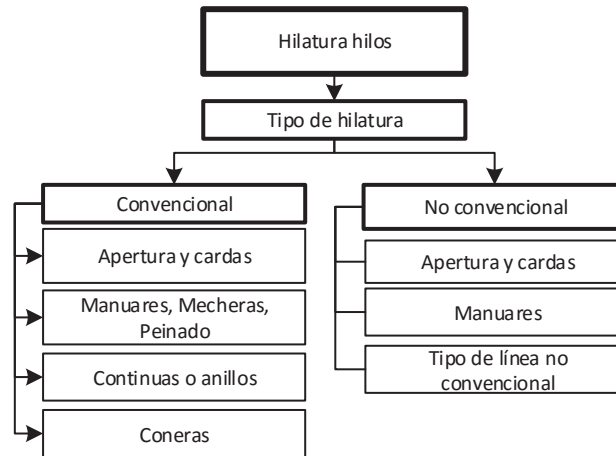 Hilatura hilos
Tipo de hilatura
Convencional
Apertura y cardas
Manuares, Mecheras,
Peinado
Continuas o anillos
Coneras
No convencional
Apertura y cardas
Manuares
Tipo de línea no
convencional